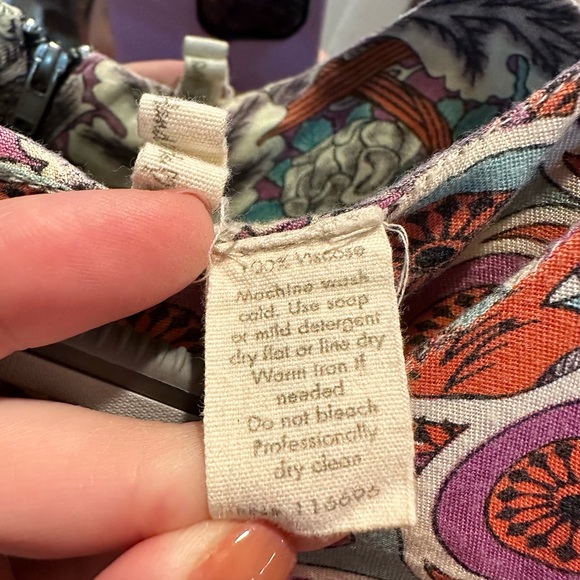 100% Viscose
Machine wash
cold. Use soap
or mild detergent
dry flat or line dry
Warm Iron if
needed
Do not bleach
Professionally
dry clean
116696